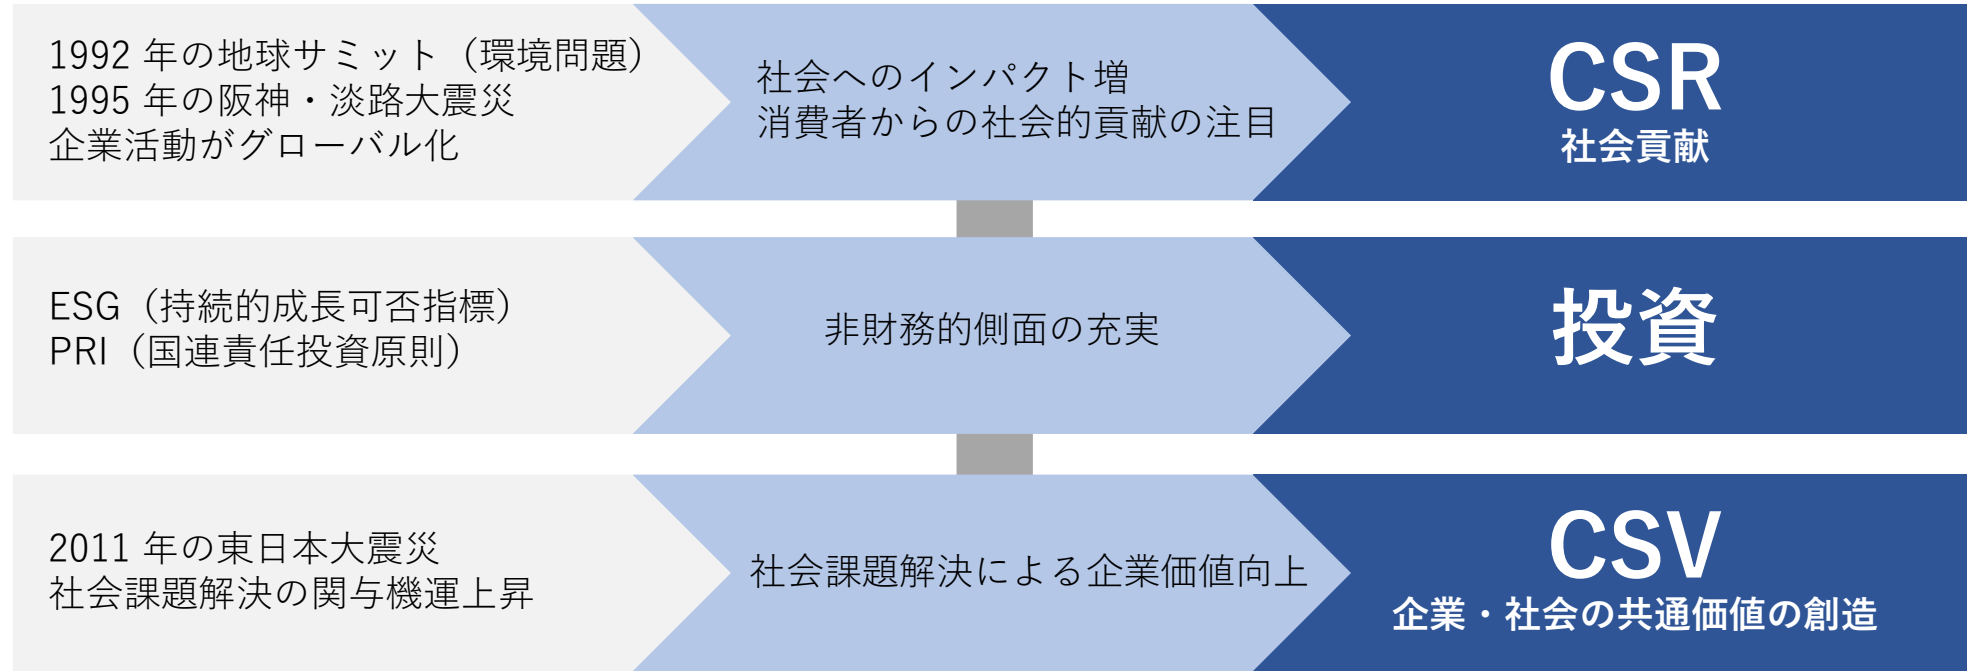 1992 年の地球サミット（環境問題）
1995 年の阪神・淡路大震災
企業活動がグローバル化
社会へのインパクト増
消費者からの社会的貢献の注目
CSR
社会貢献
ESG（持続的成長可否指標）
PRI（国連責任投資原則）
非財務的側面の充実
投資
2011 年の東日本大震災
社会課題解決の関与機運上昇
社会課題解決による企業価値向上
CSV
企業・社会の共通価値の創造